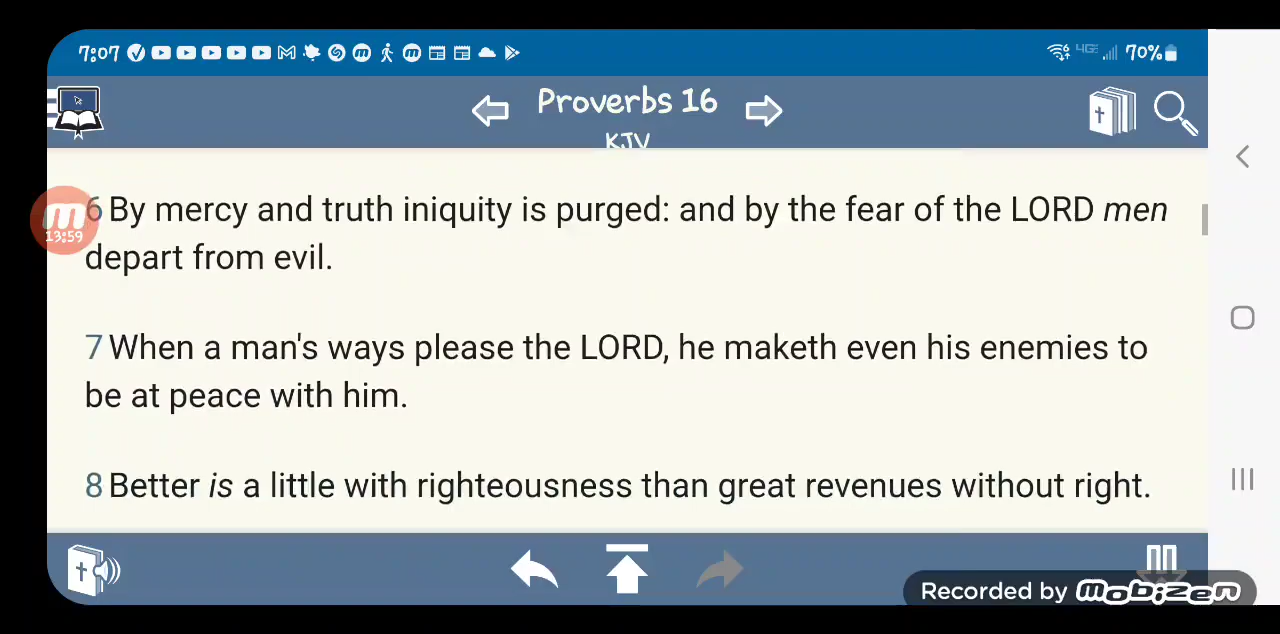 7:07 4GE 70%
Proverbs 16
KJV
6 By mercy and truth iniquity is purged: and by the fear of the LORD men
depart from evil.
13:59
7 When a man's ways please the LORD, he maketh even his enemies to
be at peace with him.
8 Better is a little with righteousness than great revenues without right.
Recorded by mobizen